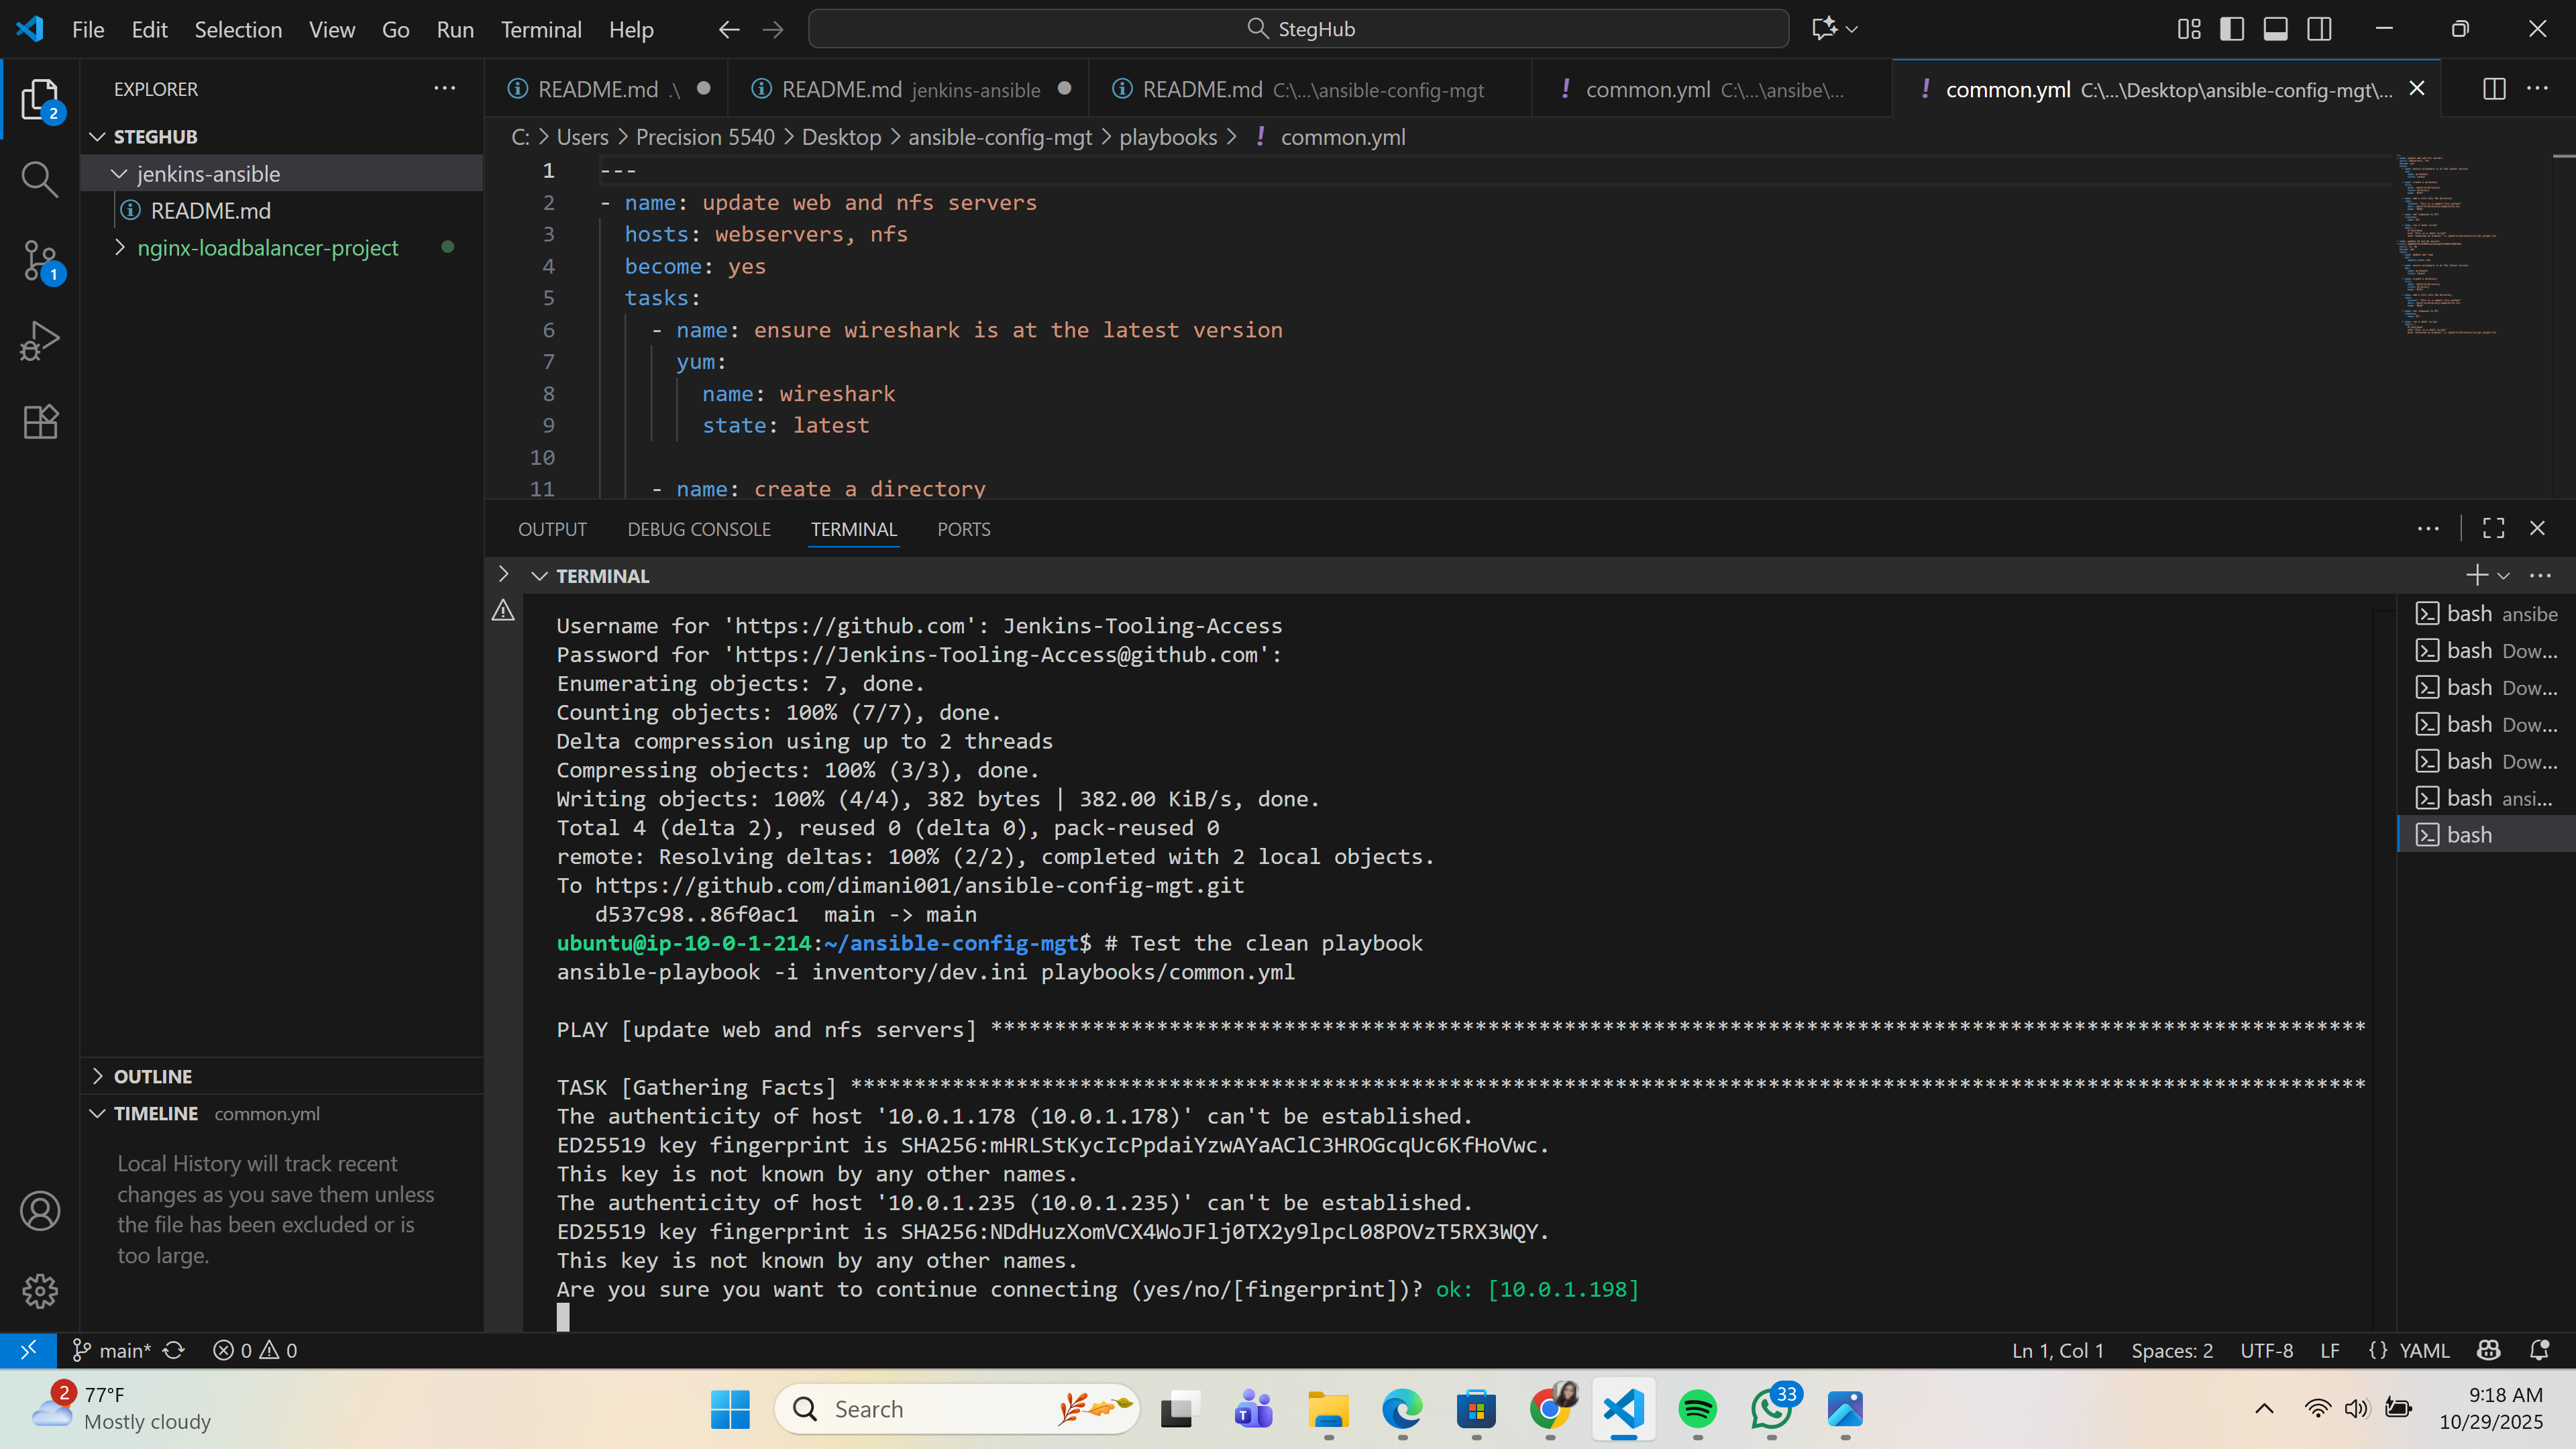 File Edit Selection View Go Run Terminal Help
StegHub
EXPLORER
2
STEGHUB
jenkins-ansible
README.md
nginx-loadbalancer-project
1
README.md .\
README.md jenkins-ansible
README.md C:\...\ansible-config-mgt
! common.yml C:\...\ansibe\...
! common.yml C:\...\Desktop\ansible-config-mgt\...
C: > Users > Precision 5540 > Desktop > ansible-config-mgt > playbooks > ! common.yml
1 ---
2 - name: update web and nfs servers
3 hosts: webservers, nfs
4 become: yes
5 tasks:
6 - name: ensure wireshark is at the latest version
7 yum:
8 name: wireshark
9 state: latest
10
11 - name: create a directory
OUTPUT DEBUG CONSOLE TERMINAL PORTS
TERMINAL
Username for 'https://github.com': Jenkins-Tooling-Access
Password for 'https://Jenkins-Tooling-Access@github.com':
Enumerating objects: 7, done.
Counting objects: 100% (7/7), done.
Delta compression using up to 2 threads
Compressing objects: 100% (3/3), done.
Writing objects: 100% (4/4), 382 bytes | 382.00 KiB/s, done.
Total 4 (delta 2), reused 0 (delta 0), pack-reused 0
remote: Resolving deltas: 100% (2/2), completed with 2 local objects.
To https://github.com/dimani001/ansible-config-mgt.git
d537c98..86f0ac1 main -> main
ubuntu@ip-10-0-1-214:~/ansible-config-mgt$ # Test the clean playbook
ansible-playbook -i inventory/dev.ini playbooks/common.yml
PLAY [update web and nfs servers] ***********************************************************************************************************
TASK [Gathering Facts] **********************************************************************************************************************
The authenticity of host '10.0.1.178 (10.0.1.178)' can't be established.
ED25519 key fingerprint is SHA256:mHRLStKycIcPpdaiYzwAYaAClC3HROGcqUc6KfHoVwc.
This key is not known by any other names.
The authenticity of host '10.0.1.235 (10.0.1.235)' can't be established.
ED25519 key fingerprint is SHA256:NDdHuzXomVCX4WoJFlj0TX2y9lpcL08POVzT5RX3WQY.
This key is not known by any other names.
Are you sure you want to continue connecting (yes/no/[fingerprint])? ok: [10.0.1.198]
bash ansibe
bash Dow...
bash Dow...
bash Dow...
bash Dow...
bash ansi...
bash
OUTLINE
TIMELINE common.yml
Local History will track recent
changes as you save them unless
the file has been excluded or is
too large.
main* 0 0
Ln 1, Col 1 Spaces: 2 UTF-8 LF {} YAML
2
77°F
Mostly cloudy
Search
33
9:18 AM
10/29/2025